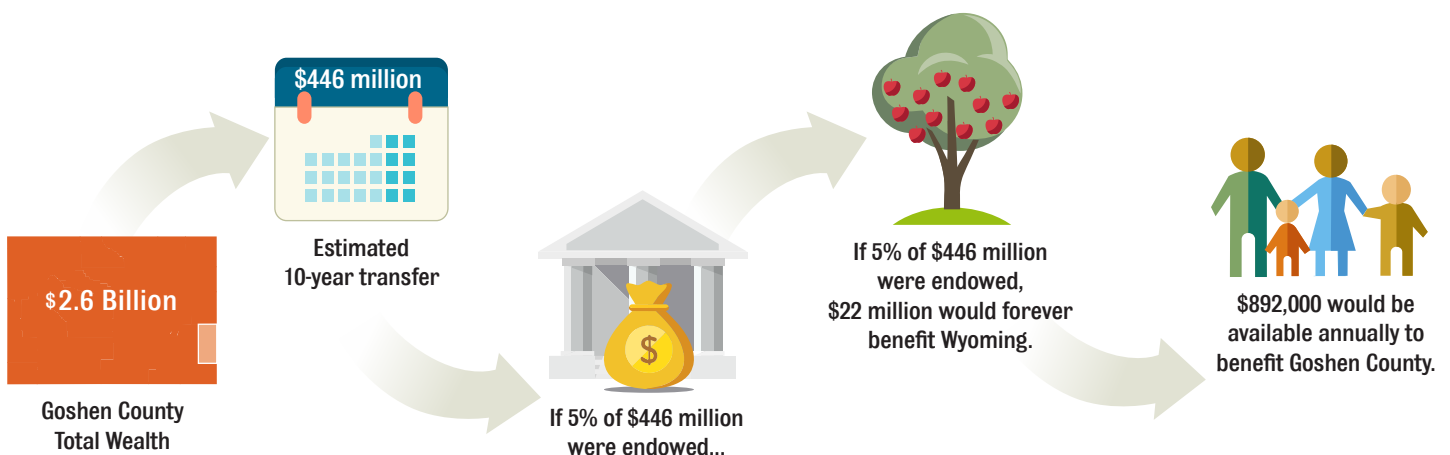 $2.6 Billion
Goshen County
Total Wealth
$446 million
Estimated
10-year transfer
$
If 5% of $446 million
were endowed...
If 5% of $446 million
were endowed,
$22 million would forever
benefit Wyoming.
$892,000 would be
available annually to
benefit Goshen County.